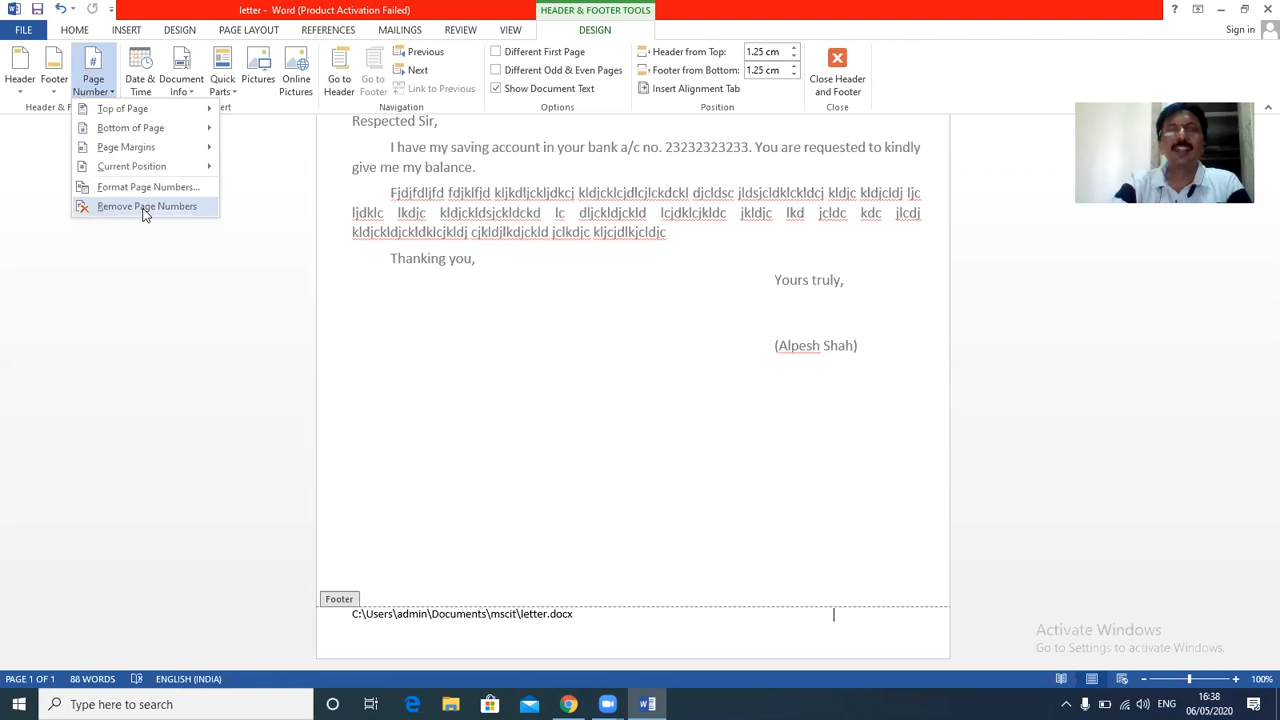 letter - Word (Product Activation Failed)
HEADER & FOOTER TOOLS
FILE HOME INSERT DESIGN PAGE LAYOUT REFERENCES MAILINGS REVIEW VIEW DESIGN Sign in
Header
Footer
Page Number
Date & Time
Document Info
Quick Parts
Pictures
Online Pictures
Go to Header
Go to Footer
Previous
Next
Link to Previous
Different First Page
Different Odd & Even Pages
Show Document Text
Header from Top: 1.25 cm
Footer from Bottom: 1.25 cm
Insert Alignment Tab
Close Header and Footer
Header & F
ert
Navigation
Options
Position
Close
Top of Page
Bottom of Page
Page Margins
Current Position
Format Page Numbers...
Remove Page Numbers
Respected Sir,
I have my saving account in your bank a/c no. 23232323233. You are requested to kindly
give me my balance.
Fjdifdljfd fdjklfjd kljkdljckljdkcj kldjcklcjdlcjlckdckl djcldsc jldsjcldklckldcj kldjc kldjcldj ljc
ljdklc lkdjc kldjckldsjckldckd lc dljckldjckld lcjdklcjkldc jkldjc lkd jcldc kdc jlcdj
kldjckldjckldklcjkldj cjkldjlkdjckld jclkdjc kljcjdlkjcldjc
Thanking you,
Yours truly,
(Alpesh Shah)
Footer
C:\Users\admin\Documents\mscit\letter.docx
Activate Windows
Go to Settings to activate Windows.
PAGE 1 OF 1 88 WORDS ENGLISH (INDIA) 100%
Type here to search
ENG
16:38
06/05/2020